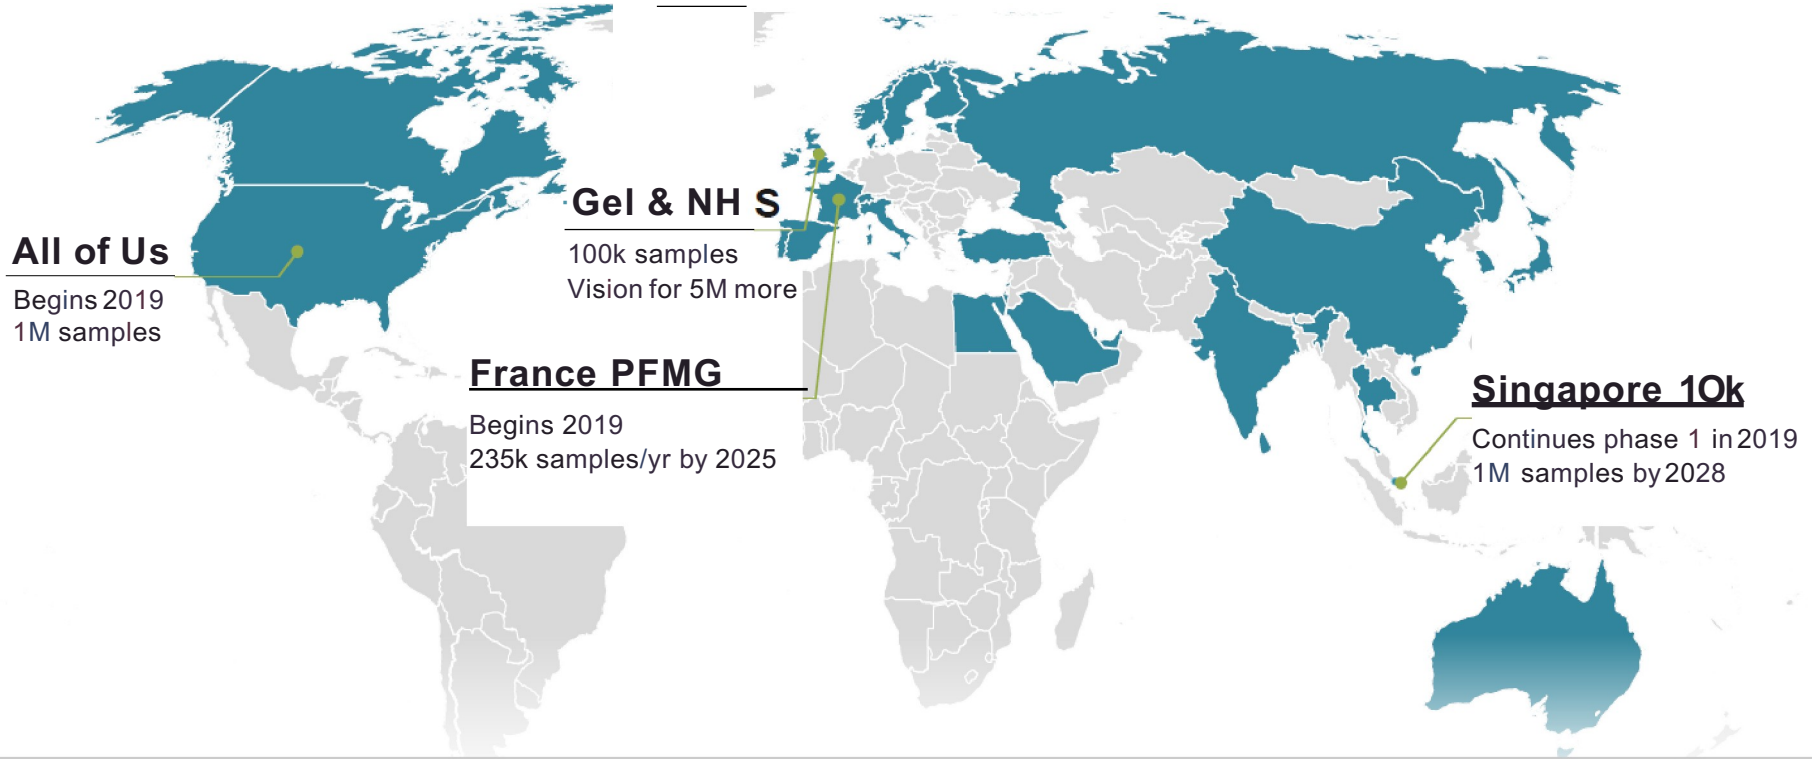 All of Us
Begins 2019
1M samples
Gel & NH S
100k samples
Vision for 5M more
France PFMG
Begins 2019
235k samples/yr by 2025
Singapore 1Ok
Continues phase 1 in 2019
1M samples by 2028